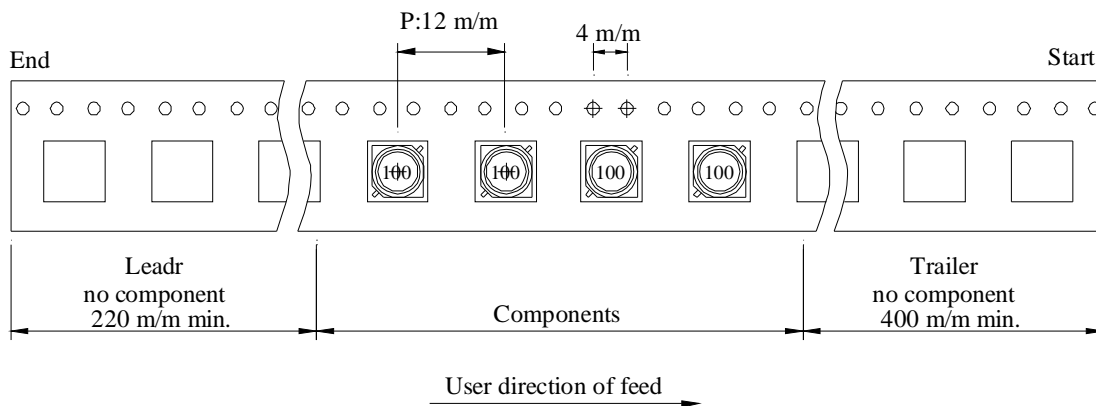 P:12 m/m
4 m/m
End
Start
100
100
100
100
Leadr
no component
220 m/m min.
Components
Trailer
no component
400 m/m min.
User direction of feed